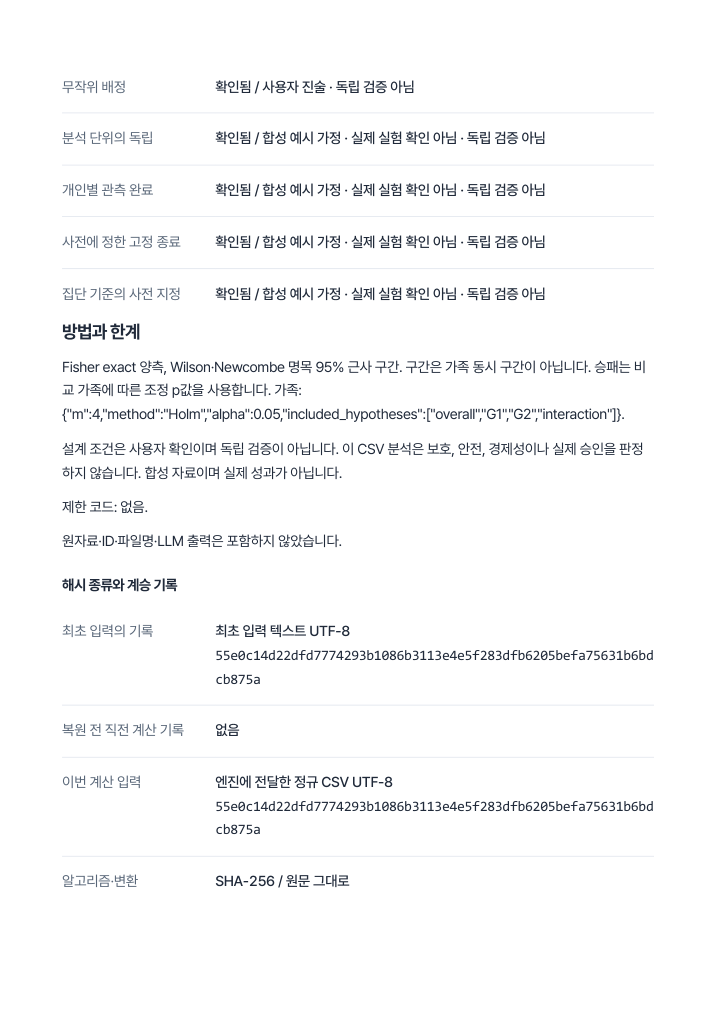 무작위 배정 확인됨 / 사용자 진술 · 독립 검증 아님
분석 단위의 독립 확인됨 / 합성 예시 가정 · 실제 실험 확인 아님 · 독립 검증 아님
개인별 관측 완료 확인됨 / 합성 예시 가정 · 실제 실험 확인 아님 · 독립 검증 아님
사전에 정한 고정 종료 확인됨 / 합성 예시 가정 · 실제 실험 확인 아님 · 독립 검증 아님
집단 기준의 사전 지정 확인됨 / 합성 예시 가정 · 실제 실험 확인 아님 · 독립 검증 아님
방법과 한계
Fisher exact 양측, Wilson·Newcombe 명목 95% 근사 구간. 구간은 가족 동시 구간이 아닙니다. 승패는 비
교 가족에 따른 조정 p값을 사용합니다. 가족:
{"m":4,"method":"Holm","alpha":0.05,"included_hypotheses":["overall","G1","G2","interaction"]}.
설계 조건은 사용자 확인이며 독립 검증이 아닙니다. 이 CSV 분석은 보호, 안전, 경제성이나 실제 승인을 판정
하지 않습니다. 합성 자료이며 실제 성과가 아닙니다.
제한 코드: 없음.
원자료·ID·파일명·LLM 출력은 포함하지 않았습니다.
해시 종류와 계승 기록
최초 입력의 기록 최초 입력 텍스트 UTF-8
55e0c14d22dfd7774293b1086b3113e4e5f283dfb6205befa75631b6bd
cb875a
복원 전 직전 계산 기록 없음
이번 계산 입력 엔진에 전달한 정규 CSV UTF-8
55e0c14d22dfd7774293b1086b3113e4e5f283dfb6205befa75631b6bd
cb875a
알고리즘·변환 SHA-256 / 원문 그대로